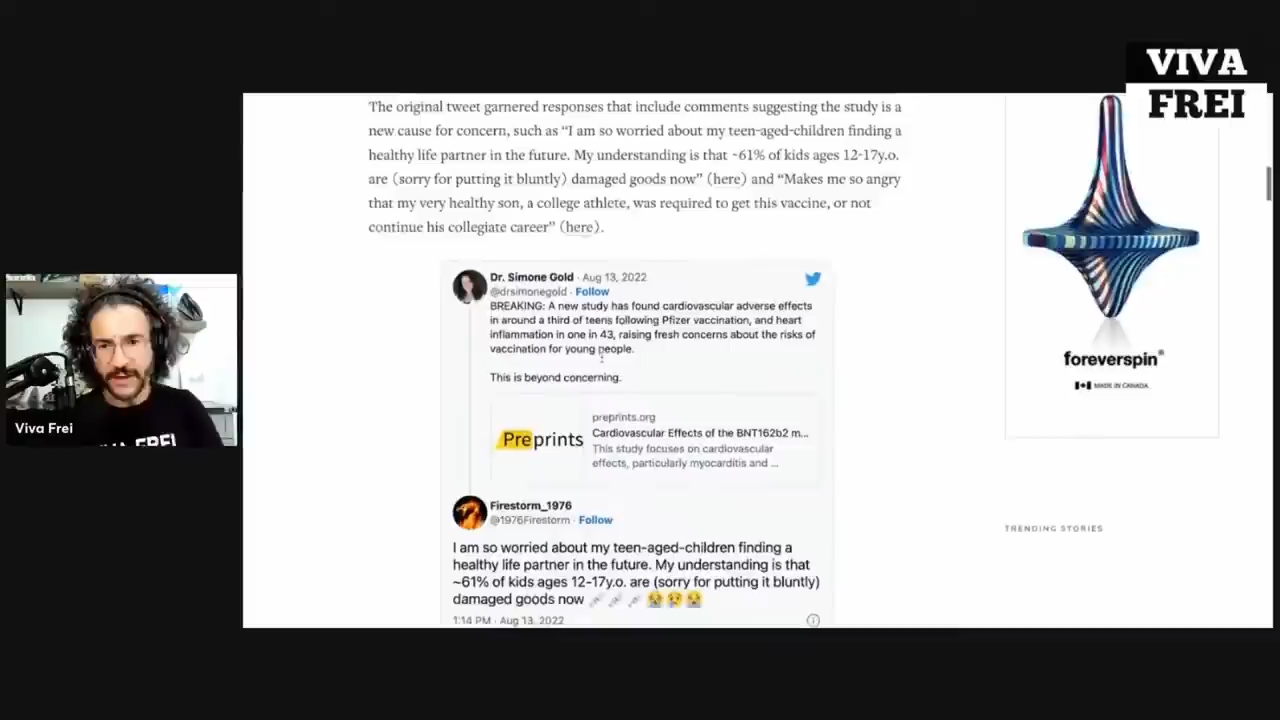 VIVA
FREI
The original tweet garnered responses that include comments suggesting the study is a
new cause for concern, such as “I am so worried about my teen-aged-children finding a
healthy life partner in the future. My understanding is that ~61% of kids ages 12-17y.o.
are (sorry for putting it bluntly) damaged goods now” (here) and “Makes me so angry
that my very healthy son, a college athlete, was required to get this vaccine, or not
continue his collegiate career” (here).
Dr. Simone Gold · Aug 13, 2022
@drsimonegold · Follow
BREAKING: A new study has found cardiovascular adverse effects
in around a third of teens following Pfizer vaccination, and heart
inflammation in one in 43, raising fresh concerns about the risks of
vaccination for young people.
This is beyond concerning.
preprints.org
Preprints
Cardiovascular Effects of the BNT162b2 m...
This study focuses on cardiovascular
effects, particularly myocarditis and ...
Firestorm_1976
@1976Firestorm · Follow
I am so worried about my teen-aged-children finding a
healthy life partner in the future. My understanding is that
~61% of kids ages 12-17y.o. are (sorry for putting it bluntly)
damaged goods now 💉💉💉😭😢😭
1:14 PM · Aug 13, 2022
foreverspin®
MADE IN CANADA
TRENDING STORIES
Viva Frei
VIVA FREI